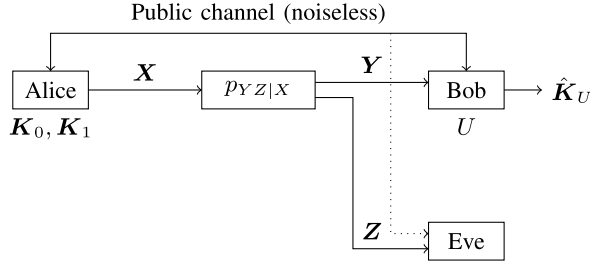 Public channel (noiseless)
Alice
X
p_{YZ|X}
Y
Bob
K̂_U
K_0, K_1
U
Z
Eve